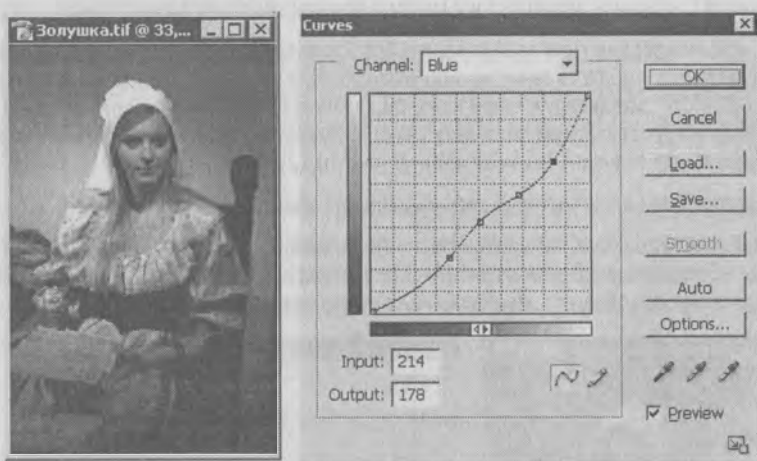 Золушка.tif @ 33,...
Curves
Channel: Blue
OK
Cancel
Load...
Save...
Smooth
Auto
Options...
Input: 214
Output: 178
Preview